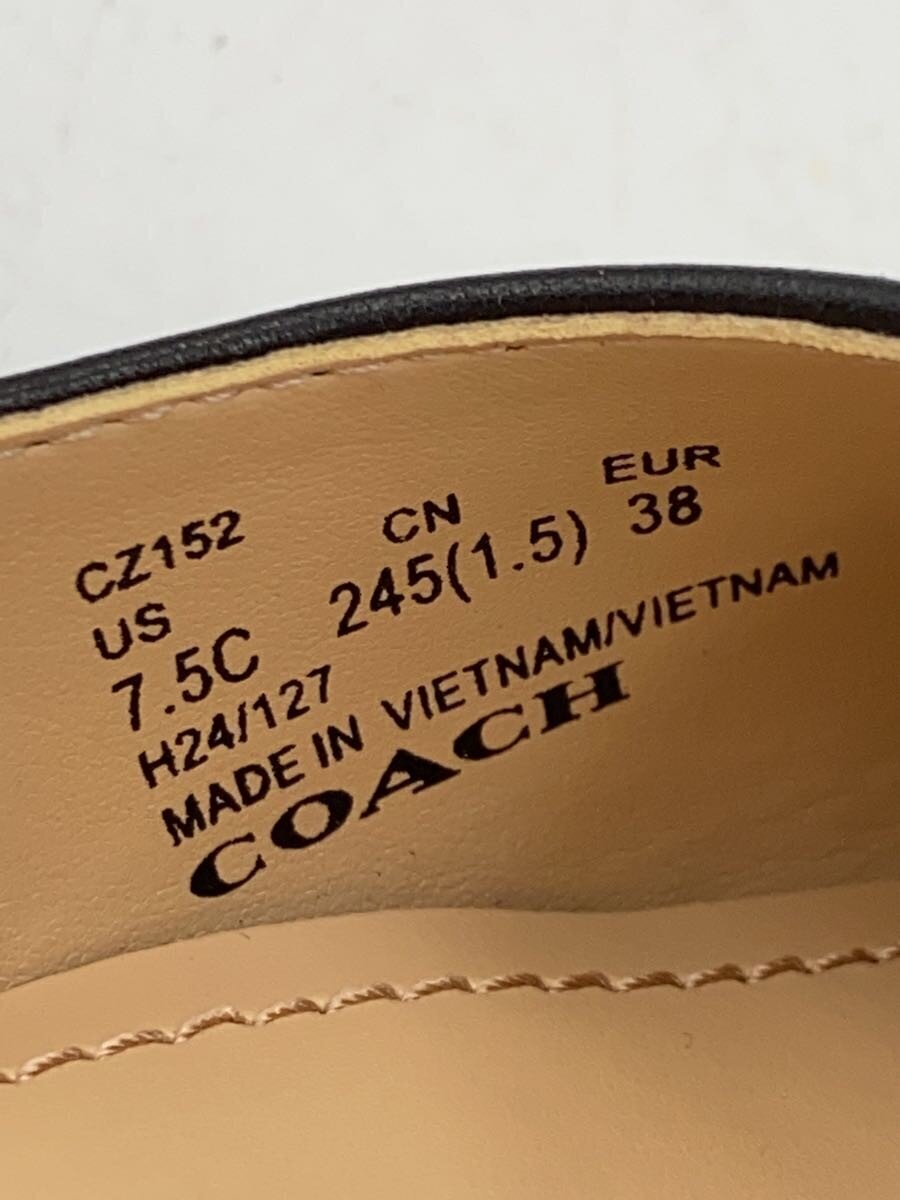 CZ152
US CN EUR
7.5C 245(1.5) 38
H24/127
MADE IN VIETNAM/VIETNAM
COACH